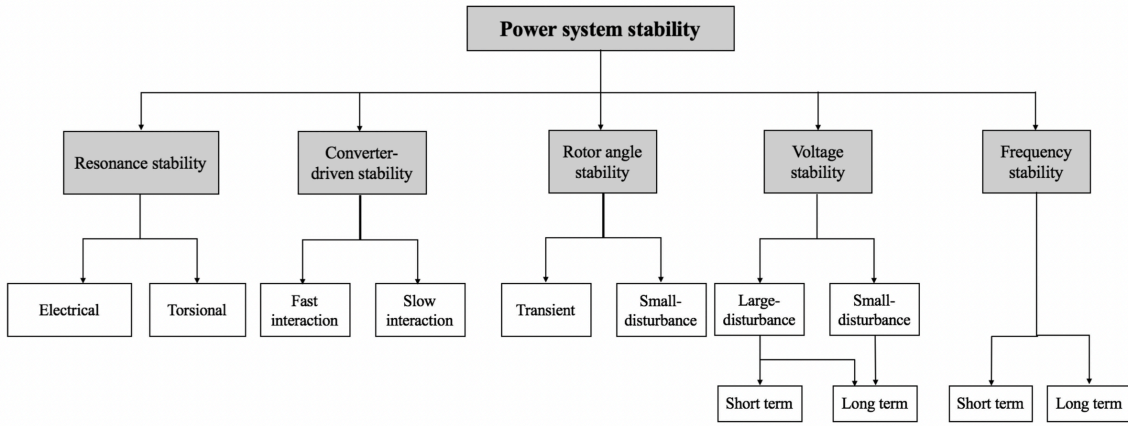 Power system stability
Resonance stability
Converter-
driven stability
Rotor angle
stability
Voltage
stability
Frequency
stability
Electrical
Torsional
Fast
interaction
Slow
interaction
Transient
Small-
disturbance
Large-
disturbance
Small-
disturbance
Short term
Long term
Short term
Long term